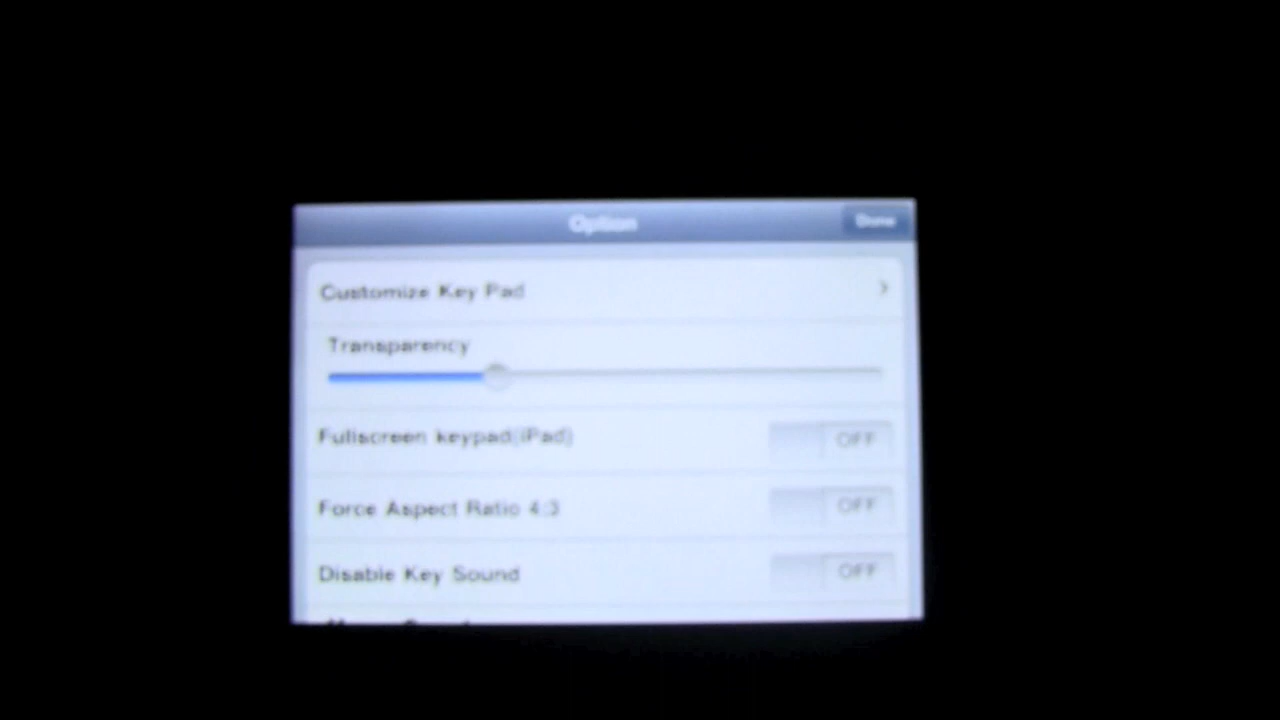 Option
Done
Customize Key Pad
Transparency
Fullscreen keypad(iPad)
OFF
Force Aspect Ratio 4:3
OFF
Disable Key Sound
OFF